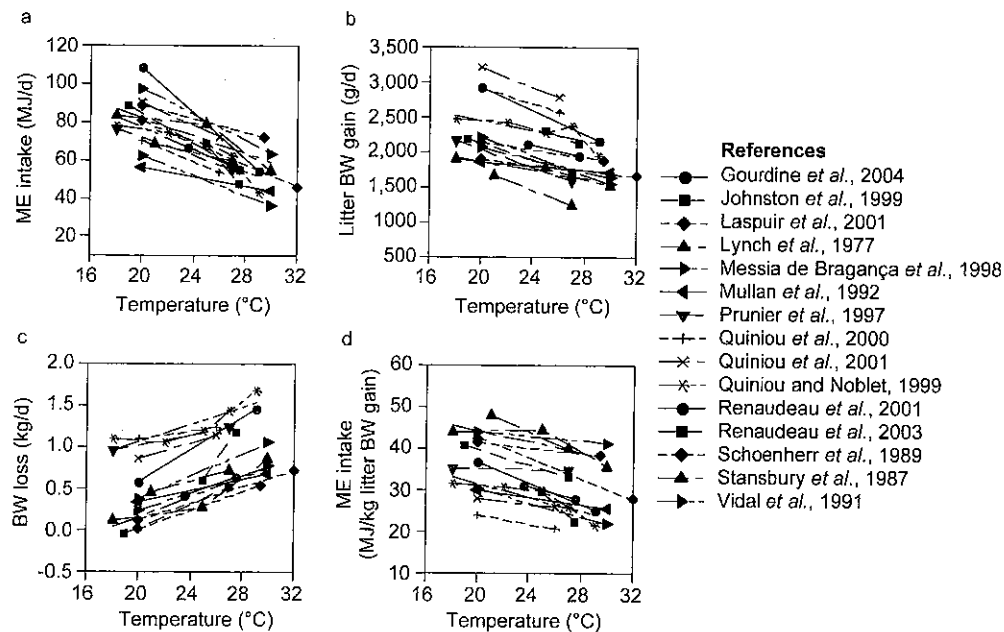 a
120
100
80
60
40
20
ME intake (MJ/d)
16 20 24 28 32
Temperature (°C)
b
3,500
3,000
2,500
2,000
1,500
1,000
500
Litter BW gain (g/d)
16 20 24 28 32
Temperature (°C)
c
2.0
1.5
1.0
0.5
0.0
-0.5
BW loss (kg/d)
16 20 24 28 32
Temperature (°C)
d
60
50
40
30
20
10
ME intake
(MJ/kg litter BW gain)
16 20 24 28 32
Temperature (°C)
References
Gourdine et al., 2004
Johnston et al., 1999
Laspuir et al., 2001
Lynch et al., 1977
Messia de Bragança et al., 1998
Mullan et al., 1992
Prunier et al., 1997
Quiniou et al., 2000
Quiniou et al., 2001
Quiniou and Noblet, 1999
Renaudeau et al., 2001
Renaudeau et al., 2003
Schoenherr et al., 1989
Stansbury et al., 1987
Vidal et al., 1991